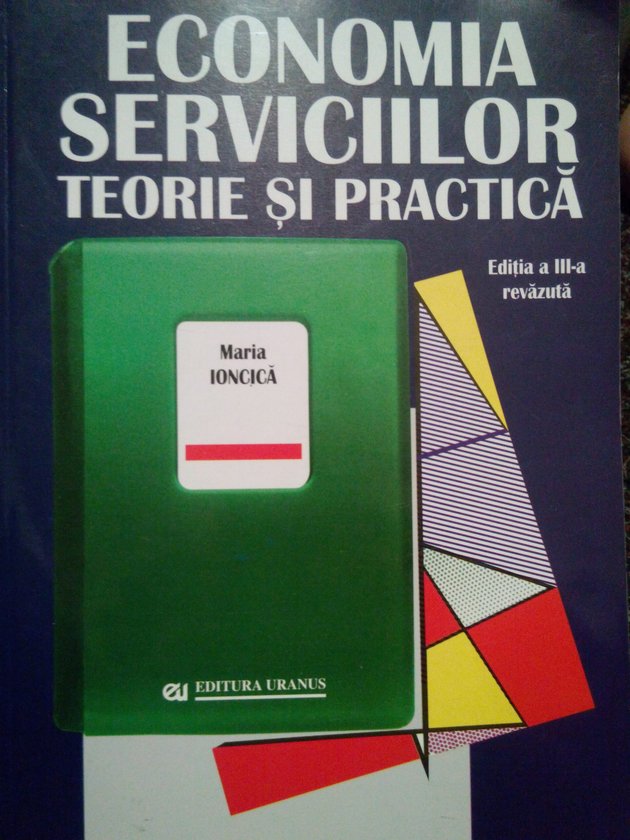 ECONOMIA
SERVICIILOR
TEORIE ȘI PRACTICĂ
Ediția a III-a
revăzută
Maria
IONCICĂ
EDITURA URANUS